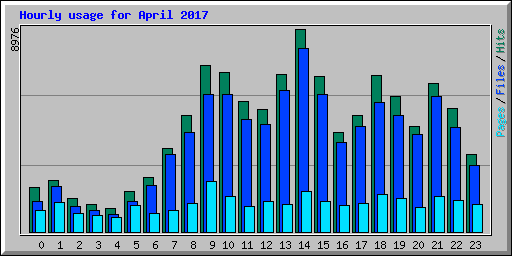 Hourly usage for April 2017
8976
Pages/Files/Hits
0 1 2 3 4 5 6 7 8 9 10 11 12 13 14 15 16 17 18 19 20 21 22 23